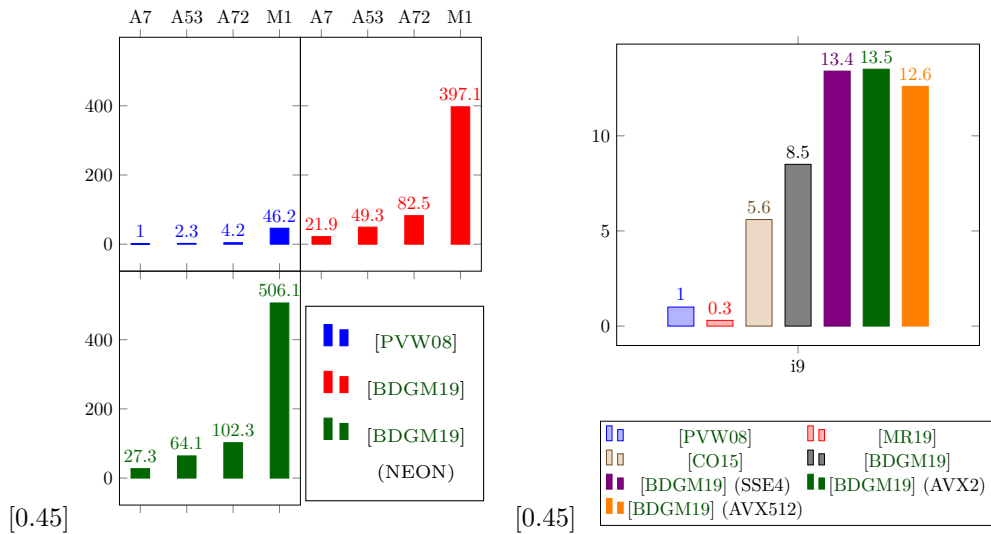 A7 A53 A72 M1 A7 A53 A72 M1
400
200
0
1 2.3 4.2 46.2
21.9 49.3 82.5 397.1
400
200
0
27.3 64.1 102.3 506.1
[PVW08]
[BDGM19]
[BDGM19]
(NEON)
[0.45]
10
5
0
1 0.3 5.6 8.5 13.4 13.5 12.6
i9
[PVW08] [MR19]
[CO15] [BDGM19]
[BDGM19] (SSE4) [BDGM19] (AVX2)
[BDGM19] (AVX512)
[0.45]